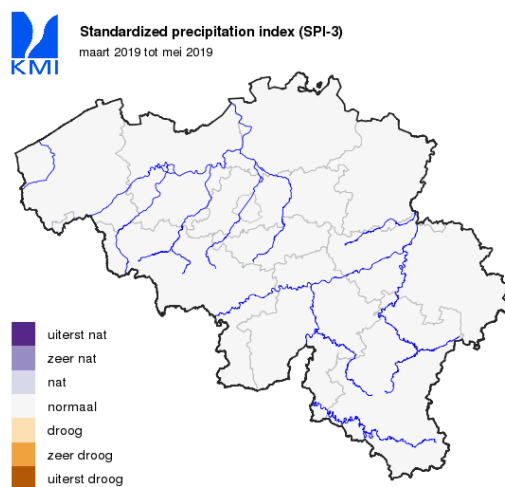 Standardized precipitation index (SPI-3)
maart 2019 tot mei 2019
KMI
uiterst nat
zeer nat
nat
normaal
droog
zeer droog
uiterst droog